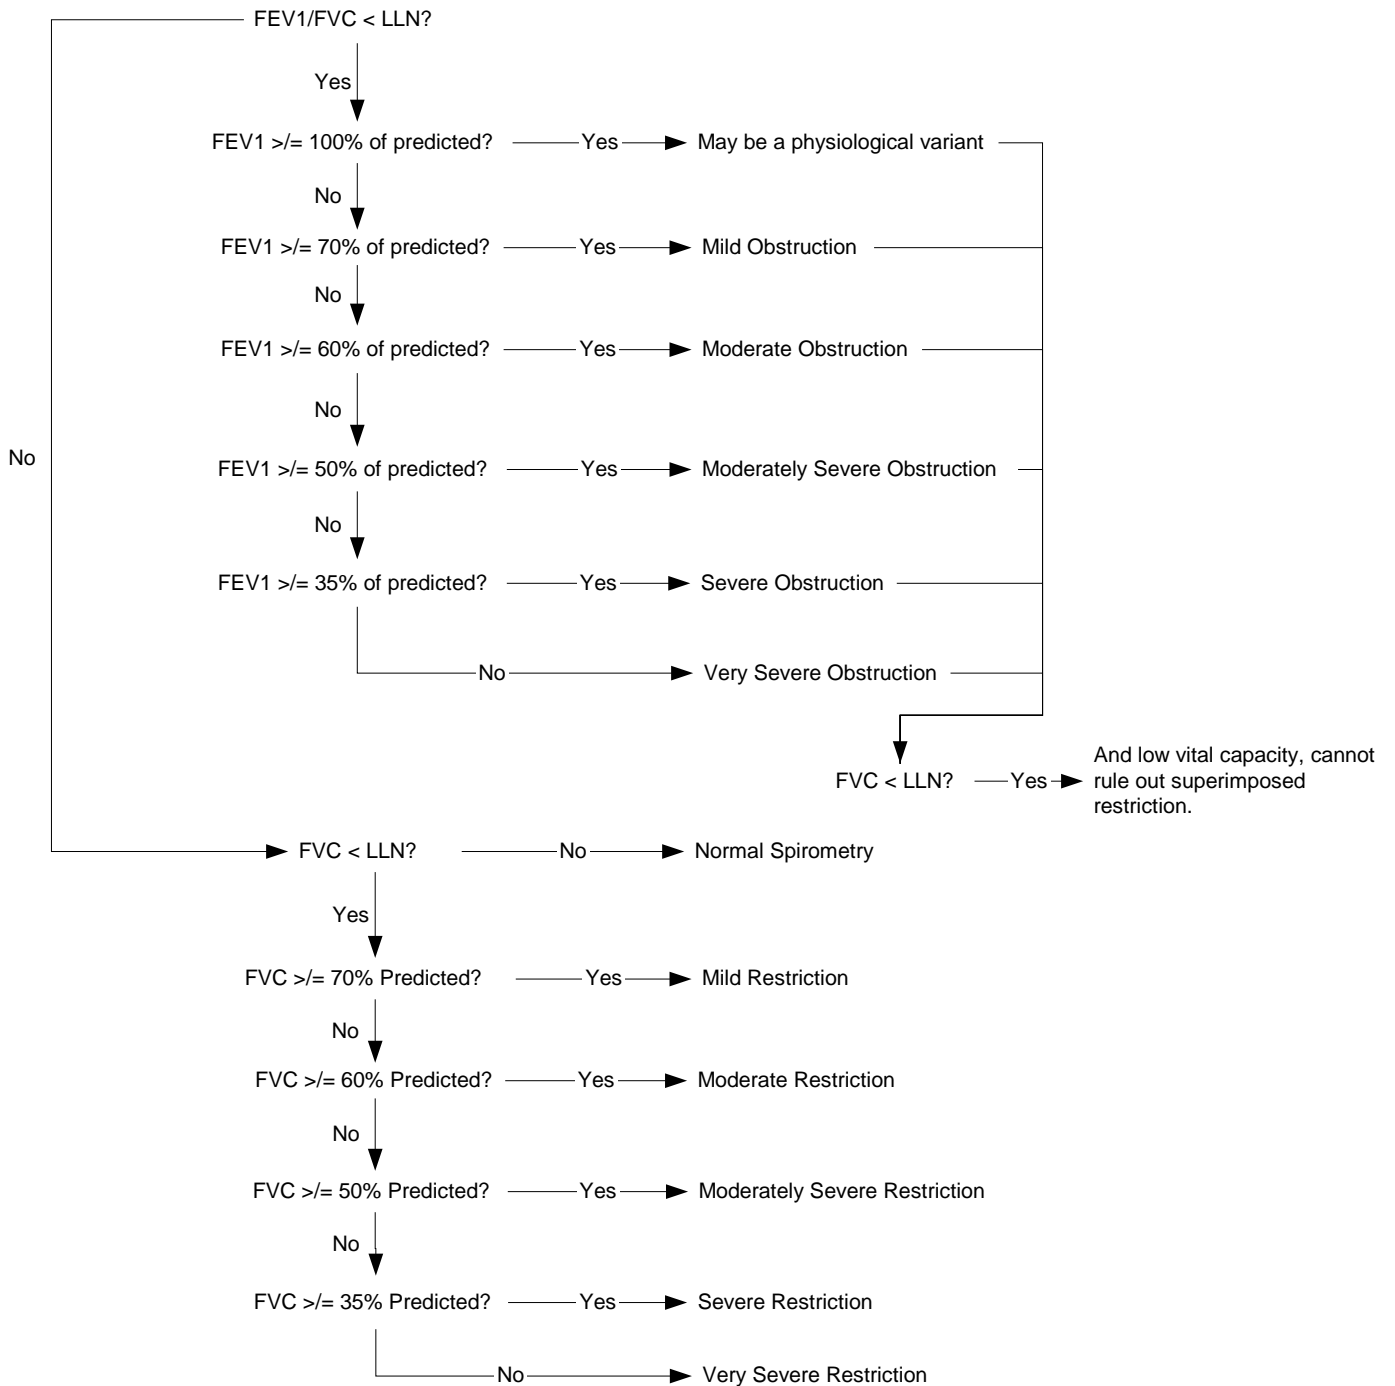 FEV1/FVC < LLN?
Yes
FEV1 >/= 100% of predicted?
Yes
May be a physiological variant
No
FEV1 >/= 70% of predicted?
Yes
Mild Obstruction
No
FEV1 >/= 60% of predicted?
Yes
Moderate Obstruction
No
No
FEV1 >/= 50% of predicted?
Yes
Moderately Severe Obstruction
No
FEV1 >/= 35% of predicted?
Yes
Severe Obstruction
No
Very Severe Obstruction
FVC < LLN?
Yes
And low vital capacity, cannot
rule out superimposed
restriction.
FVC < LLN?
No
Normal Spirometry
Yes
FVC >/= 70% Predicted?
Yes
Mild Restriction
No
FVC >/= 60% Predicted?
Yes
Moderate Restriction
No
FVC >/= 50% Predicted?
Yes
Moderately Severe Restriction
No
FVC >/= 35% Predicted?
Yes
Severe Restriction
No
Very Severe Restriction